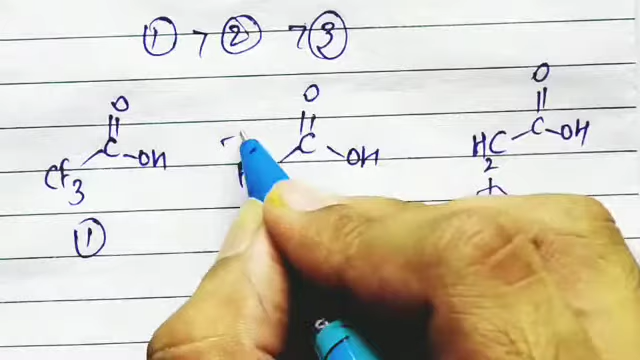 ① > ② > ③
O O O
CF3 C OH C OH H2C C OH
①